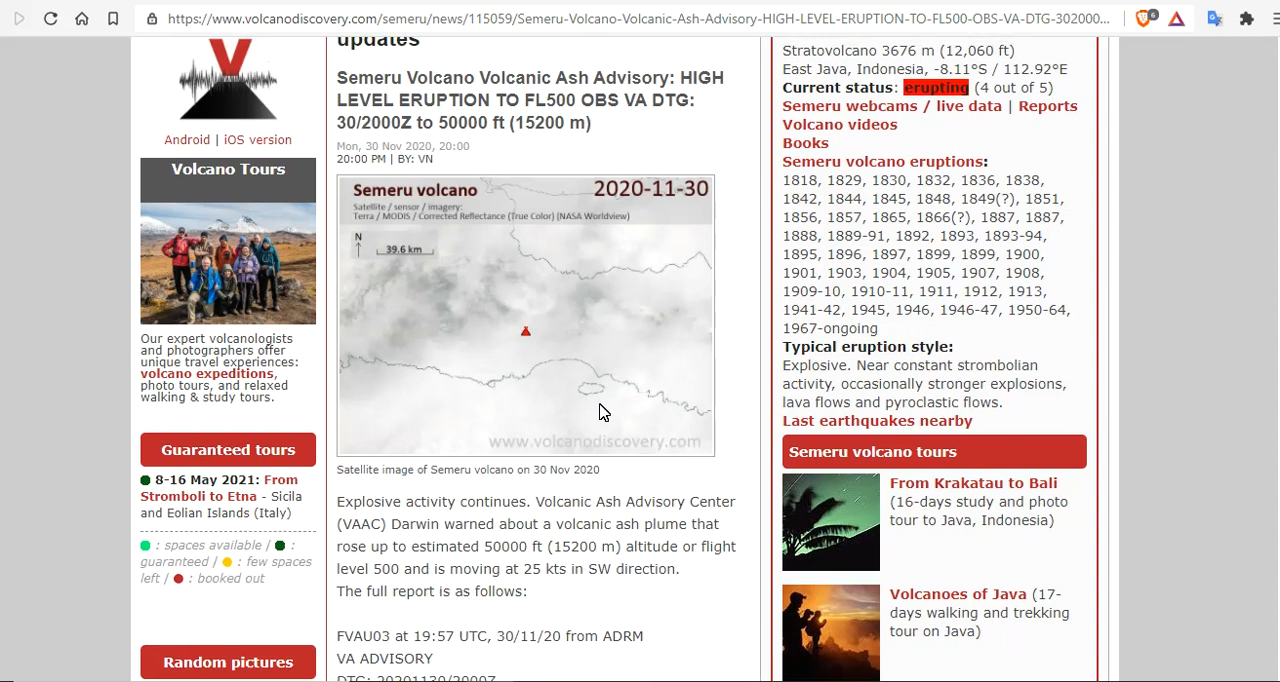 https://www.volcanodiscovery.com/semeru/news/115059/Semeru-Volcano-Volcanic-Ash-Advisory-HIGH-LEVEL-ERUPTION-TO-FL500-OBS-VA-DTG-302000...
6
Android | iOS version
Volcano Tours
Our expert volcanologists
and photographers offer
unique travel experiences:
volcano expeditions,
photo tours, and relaxed
walking & study tours.
Guaranteed tours
8-16 May 2021: From
Stromboli to Etna - Sicila
and Eolian Islands (Italy)
: spaces available / :
guaranteed / : few spaces
left / : booked out
Random pictures
updates
Semeru Volcano Volcanic Ash Advisory: HIGH
LEVEL ERUPTION TO FL500 OBS VA DTG:
30/2000Z to 50000 ft (15200 m)
Mon, 30 Nov 2020, 20:00
20:00 PM | BY: VN
Semeru volcano
2020-11-30
Satellite / sensor / imagery:
Terra / MODIS / Corrected Reflectance (True Color) (NASA Worldview)
N
39.6 km
www.volcanodiscovery.com
Satellite image of Semeru volcano on 30 Nov 2020
Explosive activity continues. Volcanic Ash Advisory Center
(VAAC) Darwin warned about a volcanic ash plume that
rose up to estimated 50000 ft (15200 m) altitude or flight
level 500 and is moving at 25 kts in SW direction.
The full report is as follows:
FVAU03 at 19:57 UTC, 30/11/20 from ADRM
VA ADVISORY
DTG: 20201130/2000Z
Stratovolcano 3676 m (12,060 ft)
East Java, Indonesia, -8.11°S / 112.92°E
Current status: erupting (4 out of 5)
Semeru webcams / live data | Reports
Volcano videos
Books
Semeru volcano eruptions:
1818, 1829, 1830, 1832, 1836, 1838,
1842, 1844, 1845, 1848, 1849(?), 1851,
1856, 1857, 1865, 1866(?), 1887, 1887,
1888, 1889-91, 1892, 1893, 1893-94,
1895, 1896, 1897, 1899, 1899, 1900,
1901, 1903, 1904, 1905, 1907, 1908,
1909-10, 1910-11, 1911, 1912, 1913,
1941-42, 1945, 1946, 1946-47, 1950-64,
1967-ongoing
Typical eruption style:
Explosive. Near constant strombolian
activity, occasionally stronger explosions,
lava flows and pyroclastic flows.
Last earthquakes nearby
Semeru volcano tours
From Krakatau to Bali
(16-days study and photo
tour to Java, Indonesia)
Volcanoes of Java (17-
days walking and trekking
tour on Java)